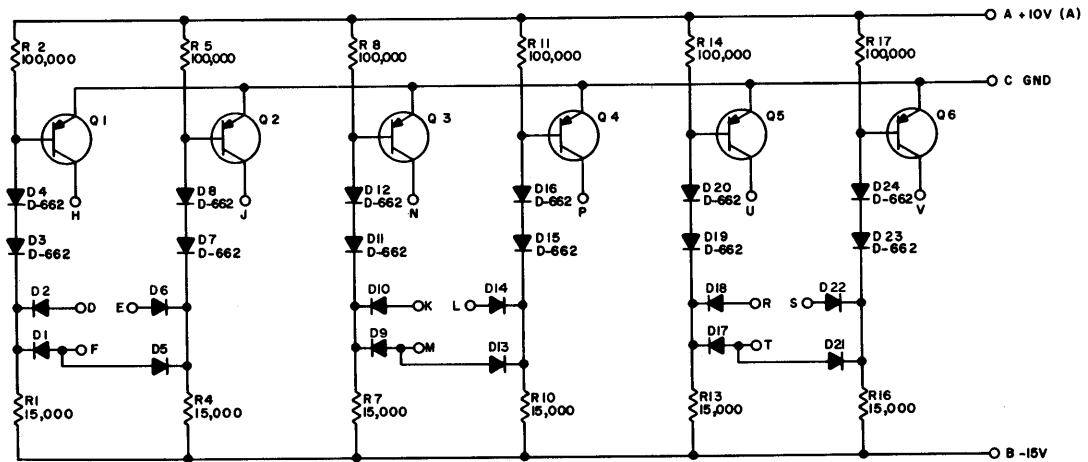 A +10V (A)
R 2
100,000
R 5
100,000
R 8
100,000
R 11
100,000
R 14
100,000
R 17
100,000
C GND
Q 1
Q 2
Q 3
Q 4
Q5
Q6
D4
D-662
D8
D-662
D12
D-662
D16
D-662
D20
D-662
D24
D-662
H
J
N
P
U
V
D3
D-662
D7
D-662
D11
D-662
D15
D-662
D19
D-662
D 23
D-662
D2
D
E
D6
D10
K
L
D14
D18
R
S
D22
D1
F
D5
D9
M
D13
D17
T
D21
R1
15,000
R4
15,000
R 7
15,000
R10
15,000
R13
15,000
R16
15,000
B -15V